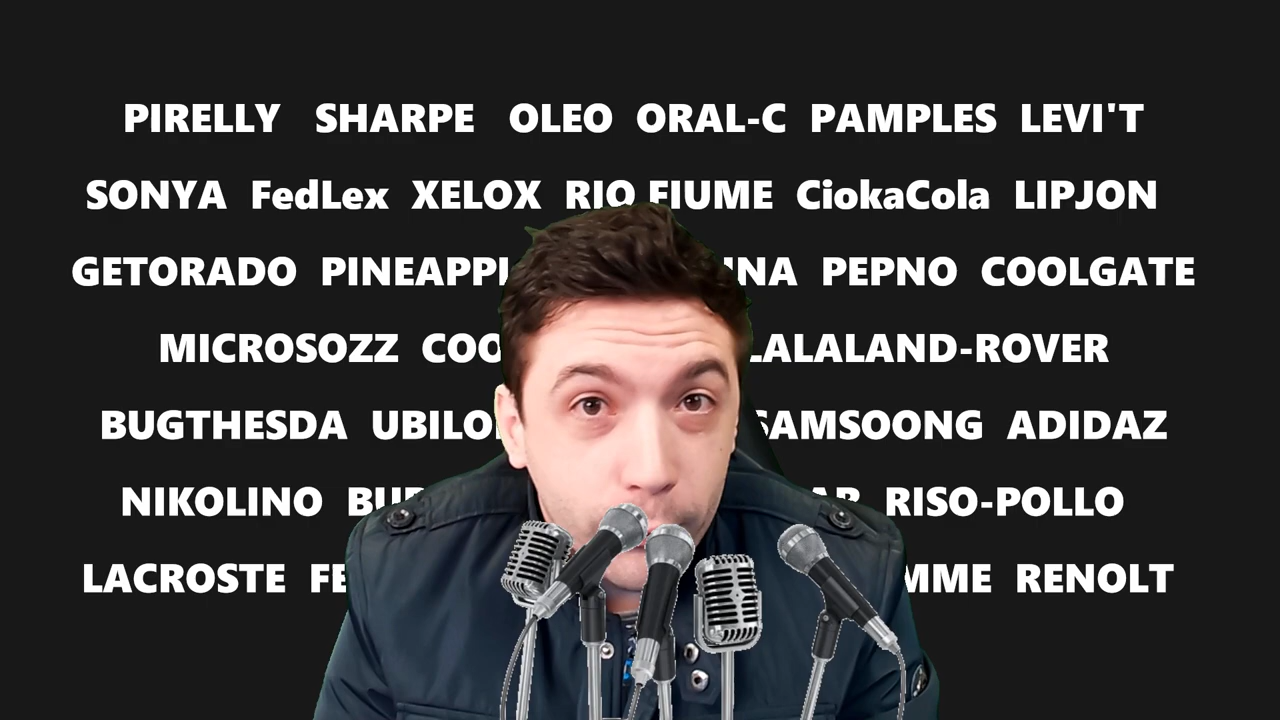 PIRELLY SHARPE OLEO ORAL-C PAMPLES LEVI'T
SONYA FedLex XELOX RIO FIUME CiokaCola LIPJON
GETORADO PEPNO COOLGATE
MICROSOZZ LALALAND-ROVER
BUGTHESDA SAMSOONG ADIDAZ
NIKOLINO RISO-POLLO
LACROSTE RENOLT